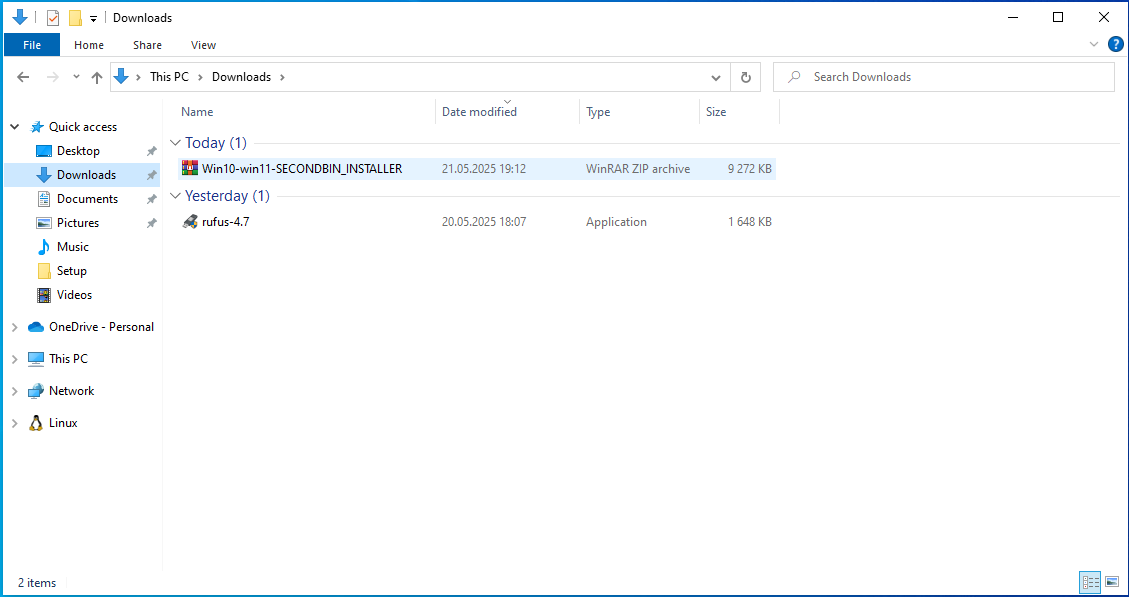 Downloads
File Home Share View
This PC Downloads
Search Downloads
Name Date modified Type Size
Quick access
Desktop
Downloads
Documents
Pictures
Music
Setup
Videos
OneDrive - Personal
This PC
Network
Linux
Today (1)
Win10-win11-SECONDBIN_INSTALLER 21.05.2025 19:12 WinRAR ZIP archive 9 272 KB
Yesterday (1)
rufus-4.7 20.05.2025 18:07 Application 1 648 KB
2 items